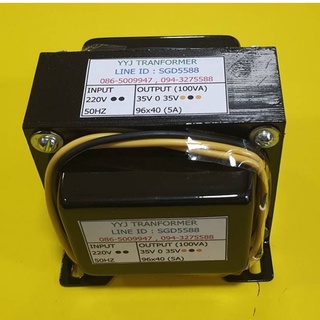 YYJ TRANFORMER
LINE ID : SGD5588
086-5009947 , 094-3275588
INPUT OUTPUT (100VA)
220V ●● 35V 0 35V ●●●
50HZ 96x40 (5A)
YYJ TRANFORMER
LINE ID : SGD5588
086-5009947 , 094-3275588
INPUT OUTPUT (100VA)
220V ●● 35V 0 35V ●●●
50HZ 96x40 (5A)